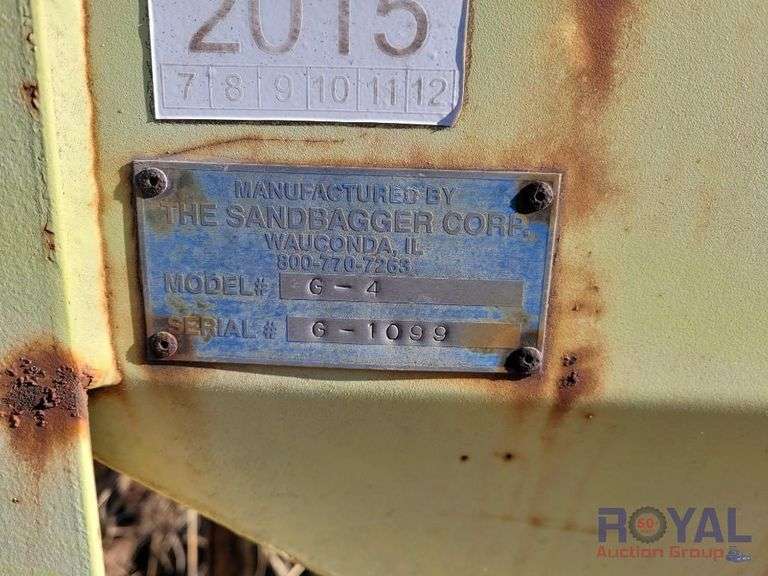 2015
7 8 9 10 11 12
MANUFACTURED BY
THE SANDBAGGER CORP.
WAUCONDA, IL
800-770-7263
MODEL# G-4
SERIAL # G-1099
ROYAL
Auction Group